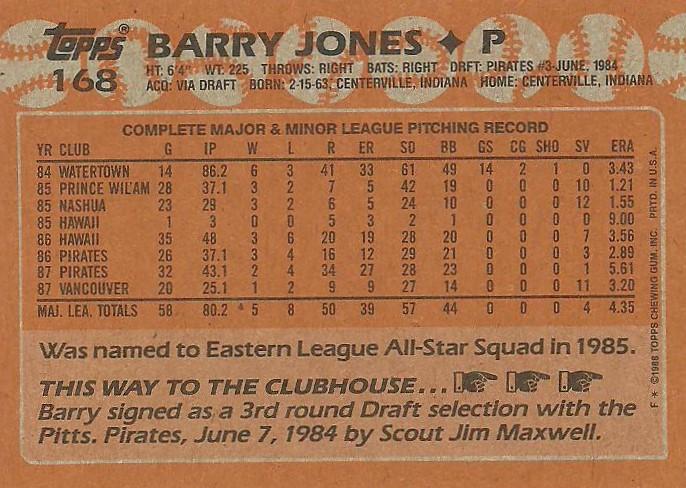 topps® BARRY JONES ✦ P
168 HT: 6'4" WT: 225 THROWS: RIGHT BATS: RIGHT DRFT: PIRATES #3-JUNE, 1984
ACQ: VIA DRAFT BORN: 2-15-63, CENTERVILLE, INDIANA HOME: CENTERVILLE, INDIANA
COMPLETE MAJOR & MINOR LEAGUE PITCHING RECORD
YR CLUB G IP W L R ER SO BB GS CG SHO SV ERA
84 WATERTOWN 14 86.2 6 3 41 33 61 49 14 2 1 0 3.43
85 PRINCE WIL'AM 28 37.1 3 2 7 5 42 19 0 0 0 10 1.21
85 NASHUA 23 29 3 2 6 5 24 10 0 0 0 12 1.55
85 HAWAII 1 3 0 0 5 3 2 1 0 0 0 0 9.00
86 HAWAII 35 48 3 6 20 19 28 20 0 0 0 7 3.56
86 PIRATES 26 37.1 3 4 16 12 29 21 0 0 0 3 2.89
87 PIRATES 32 43.1 2 4 34 27 28 23 0 0 0 1 5.61
87 VANCOUVER 20 25.1 1 2 9 9 27 14 0 0 0 11 3.20
MAJ. LEA. TOTALS 58 80.2 5 8 50 39 57 44 0 0 0 4 4.35
Was named to Eastern League All-Star Squad in 1985.
THIS WAY TO THE CLUBHOUSE...
Barry signed as a 3rd round Draft selection with the
Pitts. Pirates, June 7, 1984 by Scout Jim Maxwell.
F * ©1988 TOPPS CHEWING GUM, INC. PRTD. IN U.S.A.